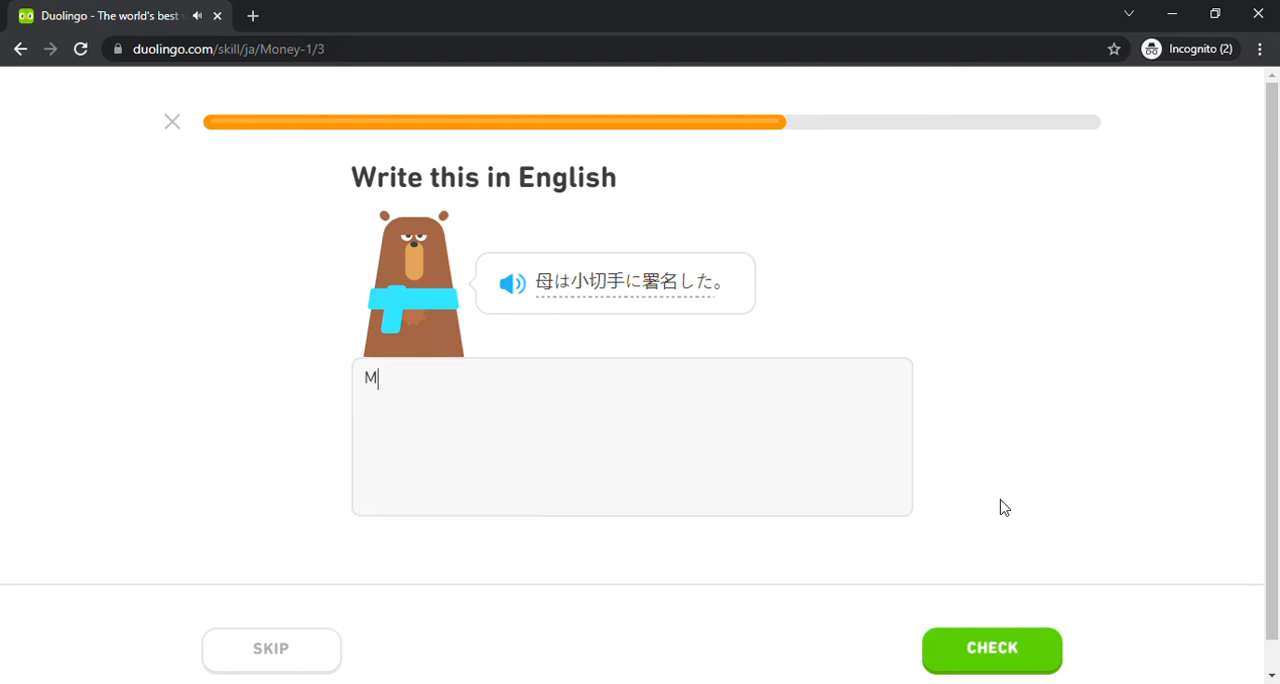 Duolingo - The world's best
duolingo.com/skill/ja/Money-1/3
Incognito (2)
Write this in English
母は小切手に署名した。
M
SKIP
CHECK